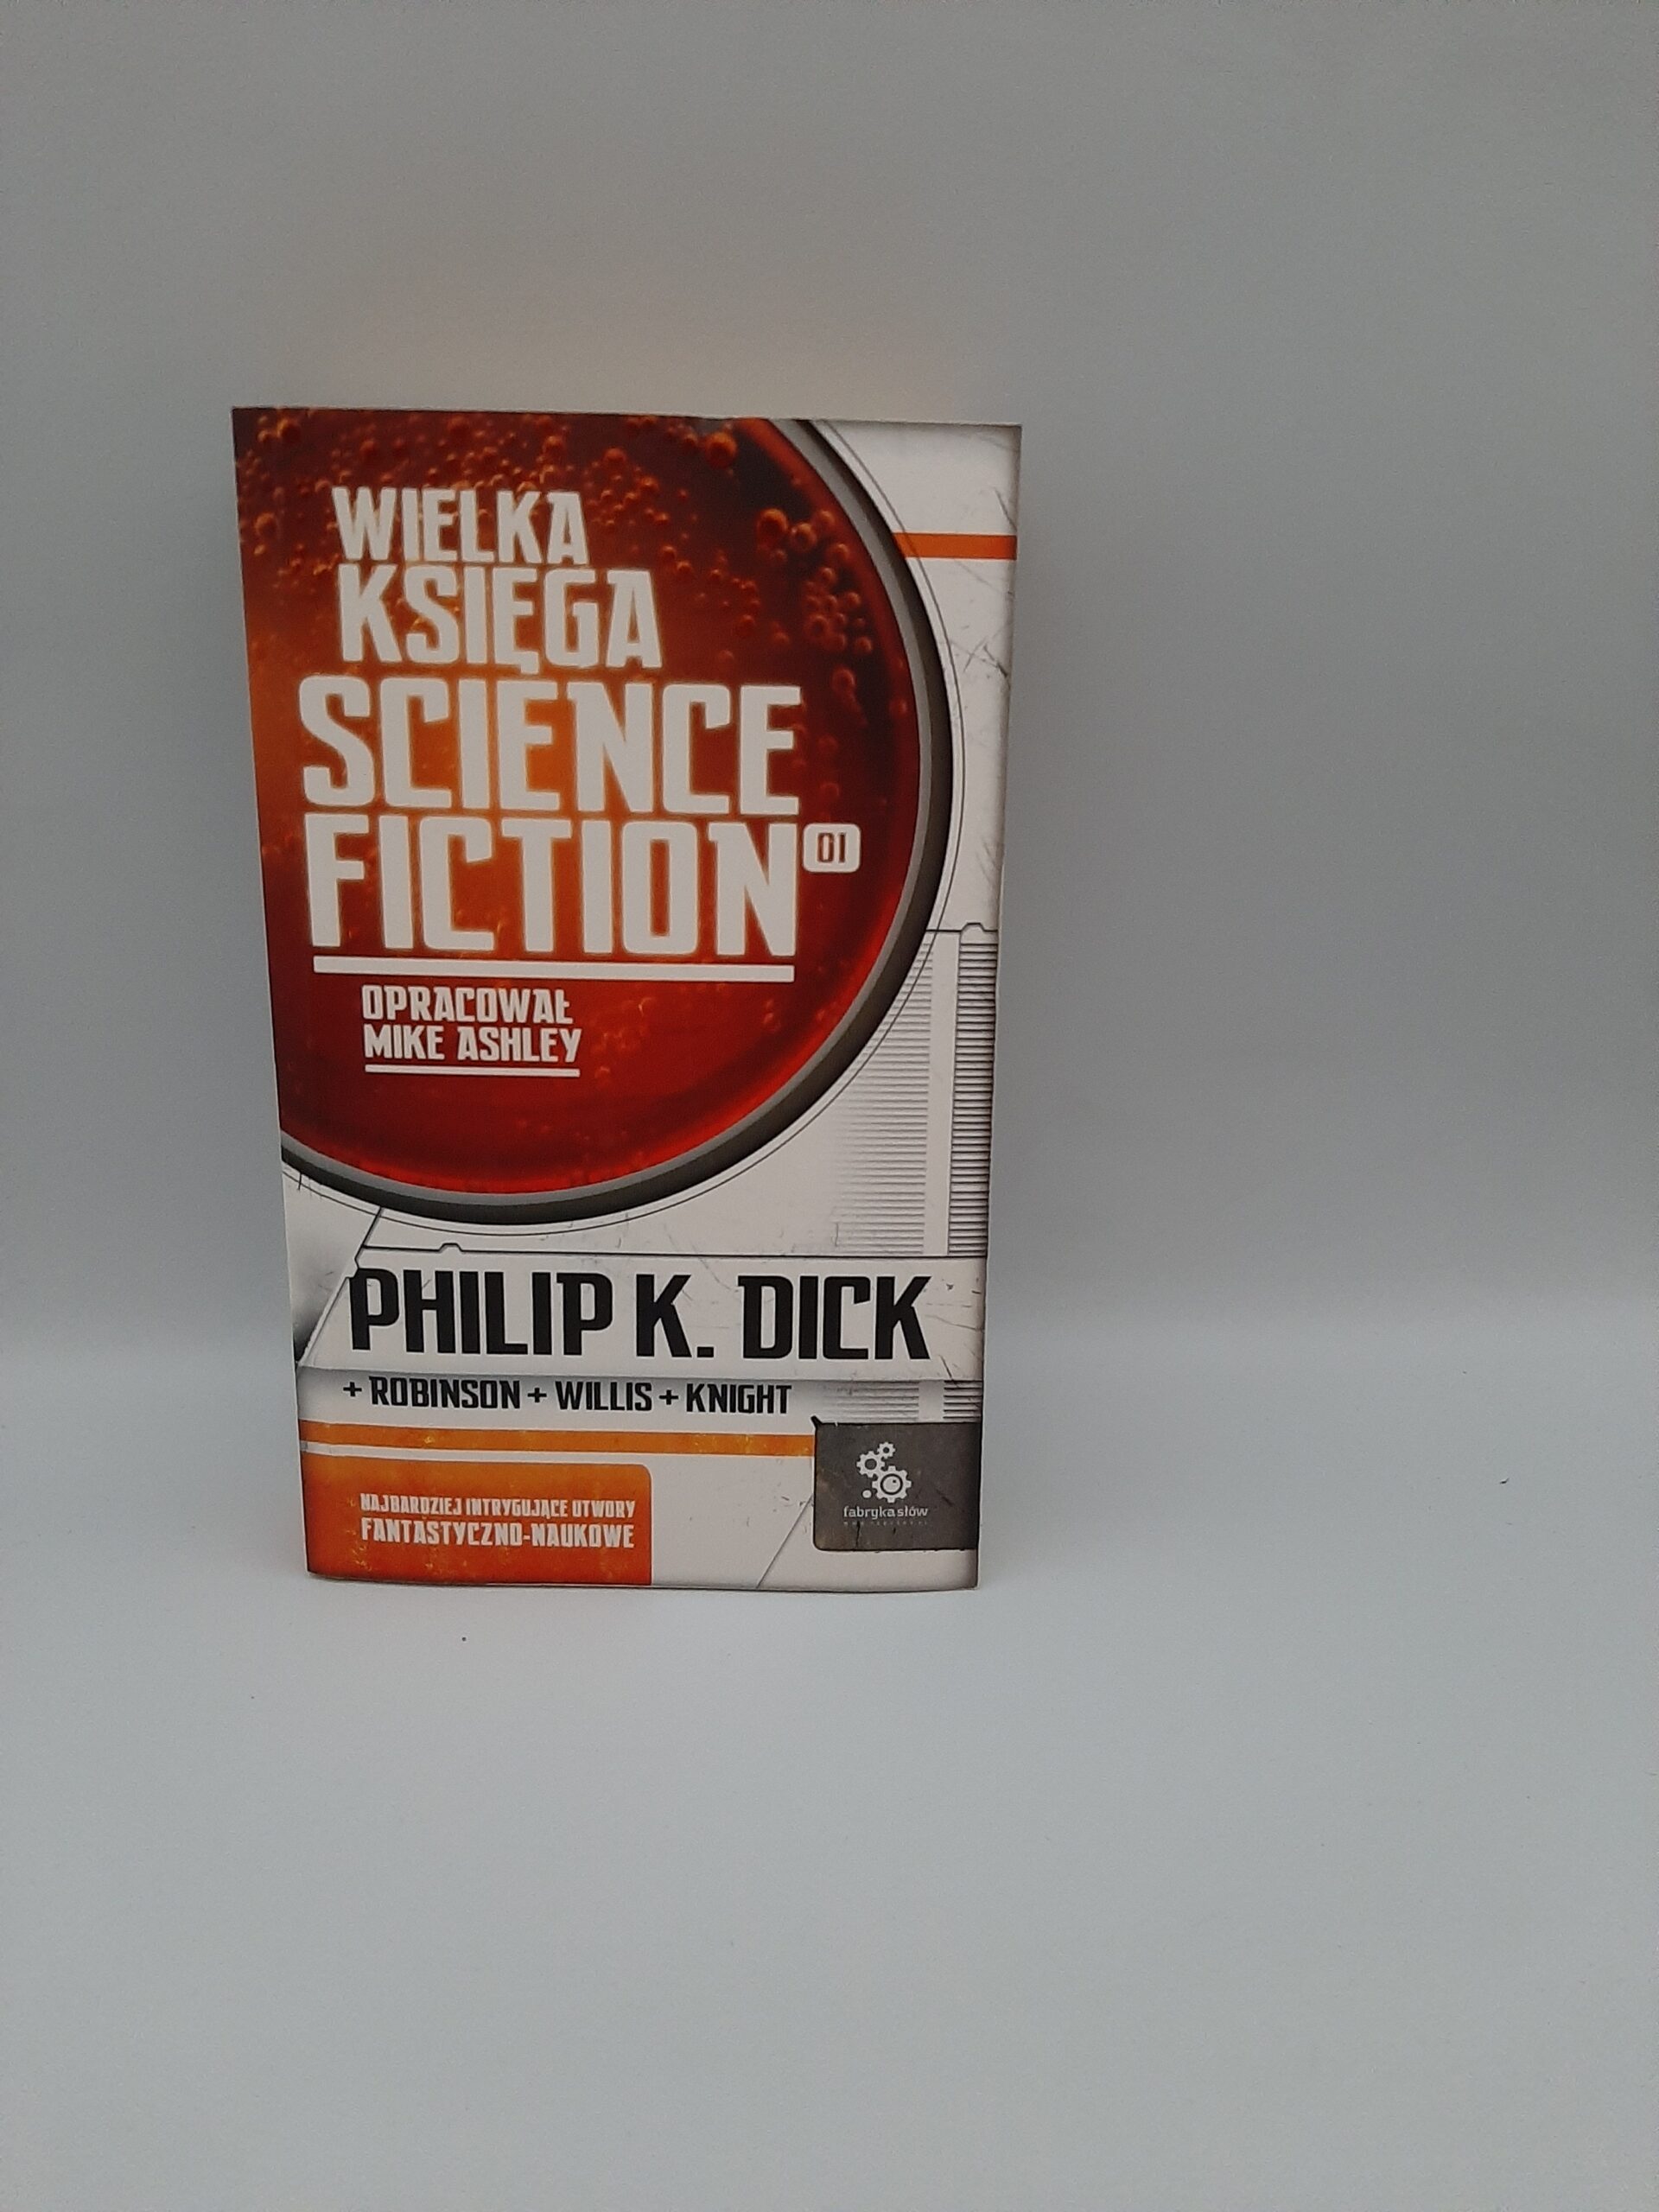 WIELKA
KSIĘGA
SCIENCE
FICTION 01
OPRACOWAŁ
MIKE ASHLEY
PHILIP K. DICK
+ ROBINSON + WILLIS + KNIGHT
NAJBARDZIEJ INTRYGUJĄCE UTWORY
FANTASTYCZNO-NAUKOWE
fabryka słów